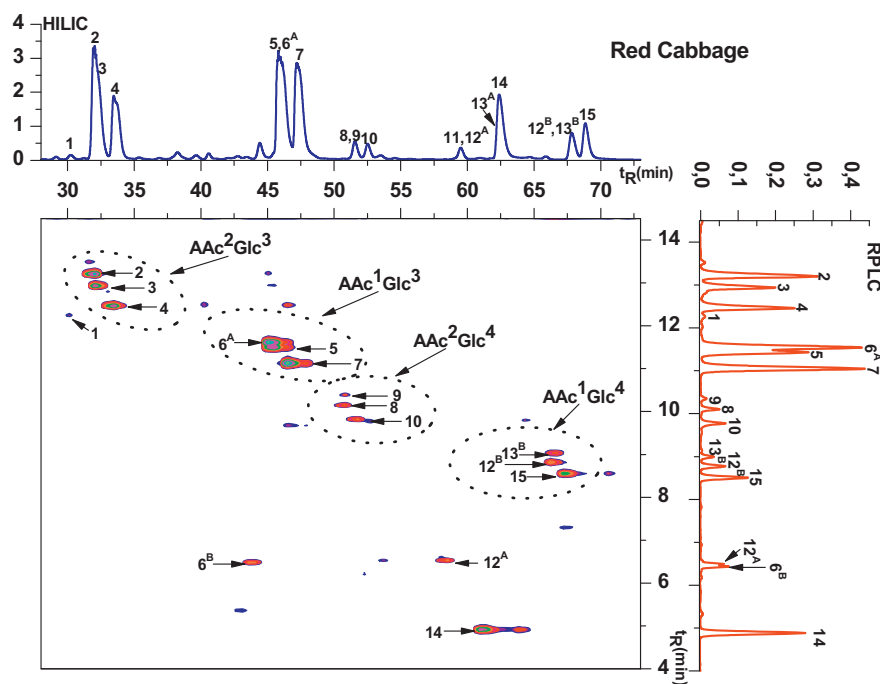 HILIC
Red Cabbage
4
3
2
1
0
1
2
3
4
5,6ᴬ
7
8,9
10
11,12ᴬ
13ᴬ
14
12ᴮ,13ᴮ
15
30 35 40 45 50 55 60 65 70
tR(min)
0,0 0,1 0,2 0,3 0,4
RPLC
AAc²Glc³
2
3
4
1
AAc¹Glc³
6ᴬ
5
7
AAc²Glc⁴
9
8
10
AAc¹Glc⁴
13ᴮ
12ᴮ
15
6ᴮ
12ᴬ
14
14
12
10
8
6
4
tR(min)
2
3
4
1
6ᴬ
5
7
9
8
10
13ᴮ
12ᴮ
15
12ᴬ
6ᴮ
14